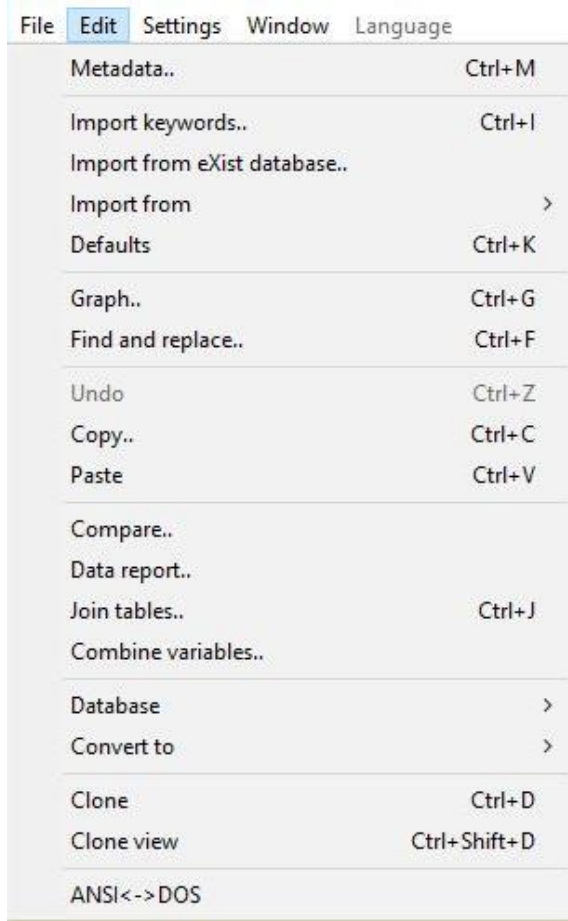 File Edit Settings Window Language
Metadata.. Ctrl+M
Import keywords.. Ctrl+I
Import from eXist database..
Import from >
Defaults Ctrl+K
Graph.. Ctrl+G
Find and replace.. Ctrl+F
Undo Ctrl+Z
Copy.. Ctrl+C
Paste Ctrl+V
Compare..
Data report..
Join tables.. Ctrl+J
Combine variables..
Database >
Convert to >
Clone Ctrl+D
Clone view Ctrl+Shift+D
ANSI<->DOS